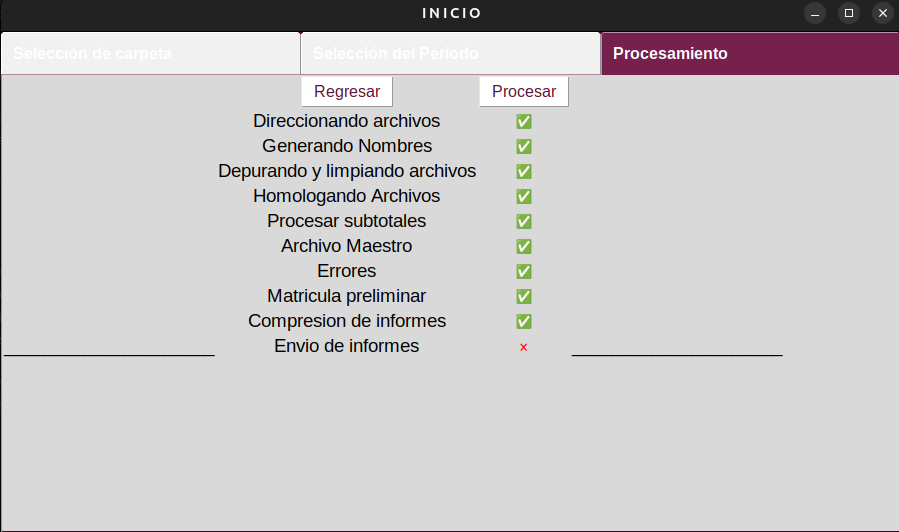 INICIO
Selección de carpeta
Selección del Periodo
Procesamiento
Regresar
Procesar
Direccionando archivos ✅
Generando Nombres ✅
Depurando y limpiando archivos ✅
Homologando Archivos ✅
Procesar subtotales ✅
Archivo Maestro ✅
Errores ✅
Matricula preliminar ✅
Compresion de informes ✅
Envio de informes x